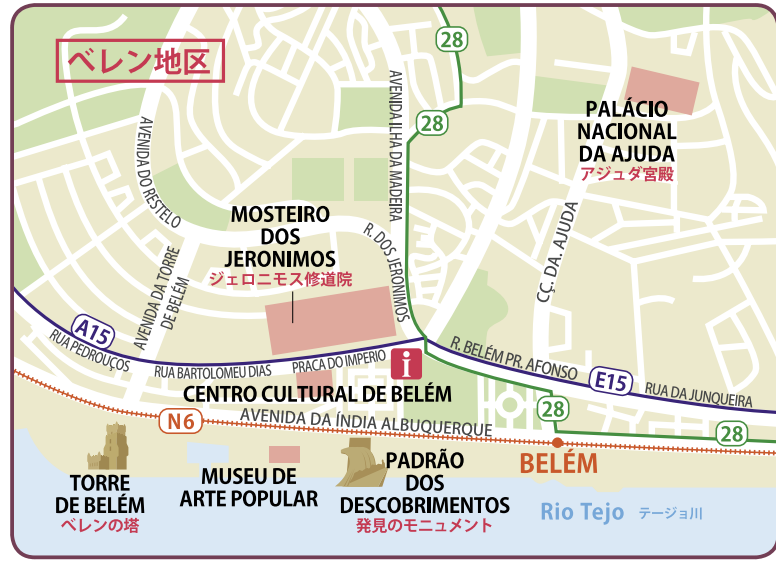 ベレン地区
28
28
AVENIDA ILHA DA MADEIRA
PALÁCIO
NACIONAL
DA AJUDA
アジュダ宮殿
AVENIDA DO RESTELO
MOSTEIRO
DOS
JERONIMOS
ジェロニモス修道院
R. DOS JERONIMOS
CÇ. DA. AJUDA
AVENIDA DA TORRE
DE BELÉM
A15
RUA PEDROUÇOS
RUA BARTOLOMEU DIAS
PRACA DO IMPERIO
i
R. BELÉM PR. AFONSO
E15
RUA DA JUNQUEIRA
CENTRO CULTURAL DE BELÉM
N6
AVENIDA DA ÍNDIA ALBUQUERQUE
28
28
BELÉM
TORRE
DE BELÉM
ベレンの塔
MUSEU DE
ARTE POPULAR
PADRÃO
DOS
DESCOBRIMENTOS
発見のモニュメント
Rio Tejo テージョ川